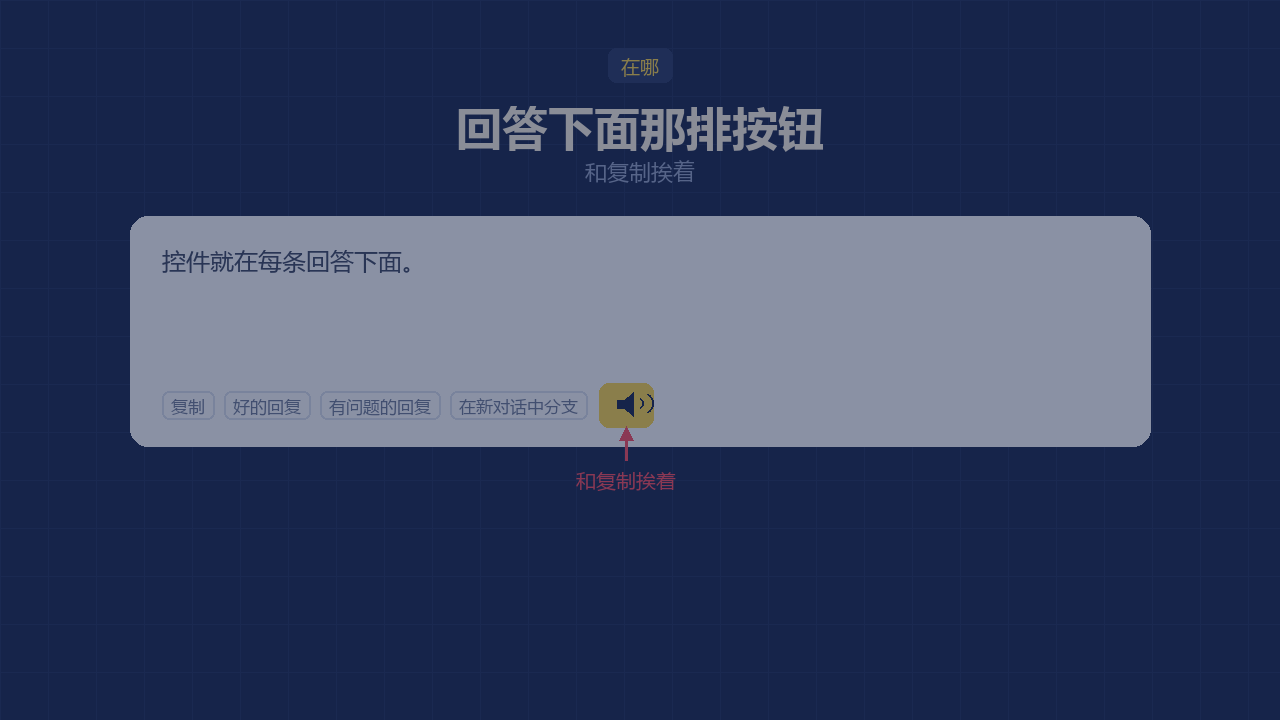 在哪
回答下面那排按钮
和复制挨着
控件就在每条回答下面。
复制 好的回复 有问题的回复 在新对话中分支
和复制挨着